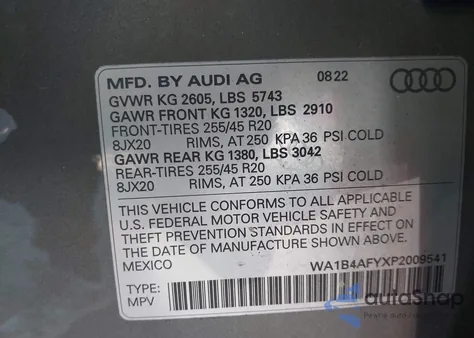 MFD. BY AUDI AG 0822
GVWR KG 2605, LBS 5743
GAWR FRONT KG 1320, LBS 2910
FRONT-TIRES 255/45 R20
8JX20 RIMS, AT 250 KPA 36 PSI COLD
GAWR REAR KG 1380, LBS 3042
REAR-TIRES 255/45 R20
8JX20 RIMS, AT 250 KPA 36 PSI COLD
THIS VEHICLE CONFORMS TO ALL APPLICABLE
U.S. FEDERAL MOTOR VEHICLE SAFETY AND
THEFT PREVENTION STANDARDS IN EFFECT ON
THE DATE OF MANUFACTURE SHOWN ABOVE.
MEXICO WA1B4AFYXP2009541
TYPE:
MPV
autoShap